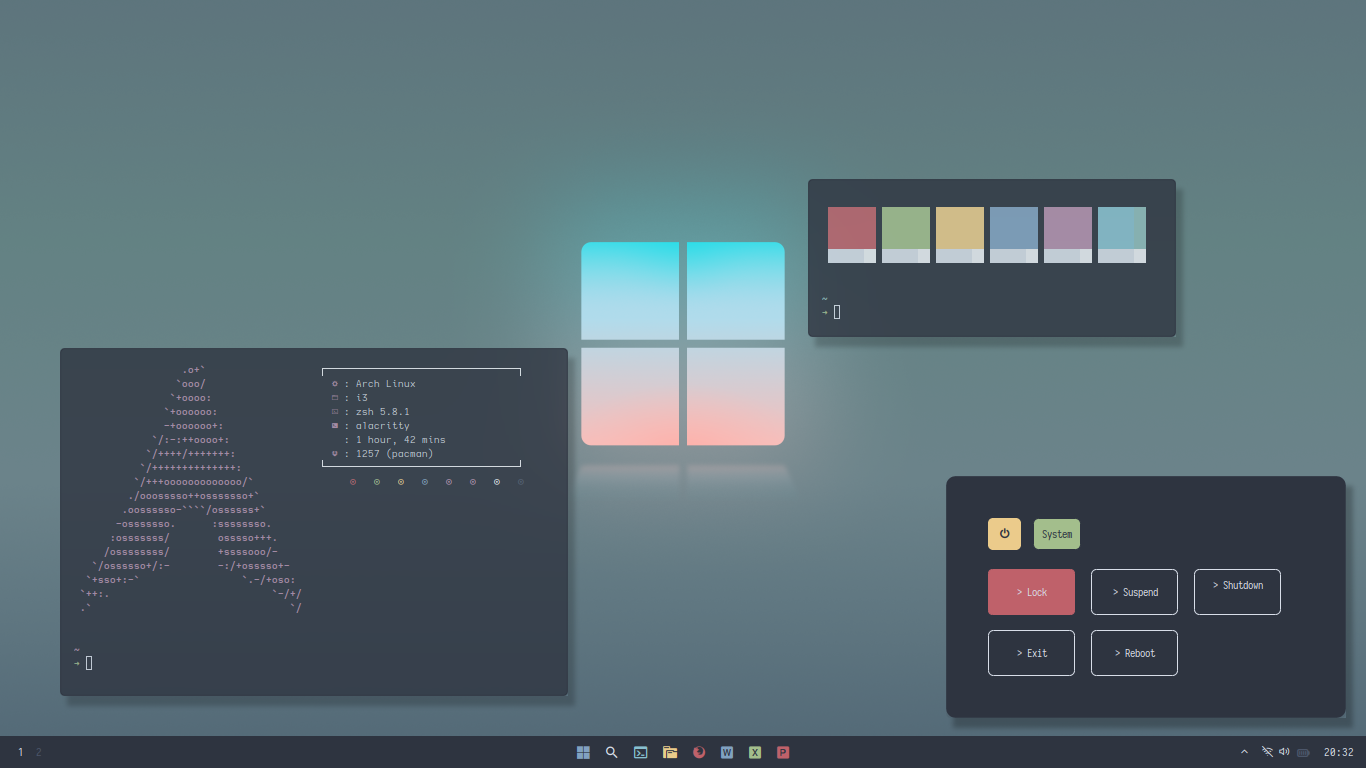 .o+`
`ooo/
`+oooo:
`+oooooo:
-+oooooo+:
`/:-:++oooo+:
`/++++/+++++++:
`/++++++++++++++:
`/+++ooooooooooooo/`
./ooosssso++osssssso+`
.oossssso-````/ossssss+`
-osssssso.      :ssssssso.
:osssssss/        osssso+++.
/ossssssss/        +ssssooo/-
`/ossssso+/:-        -:/+osssso+-
`+sso+:-`                 `.-/+oso:
`++:.                           `-/+/
.`                                 `/
: Arch Linux
: i3
: zsh 5.8.1
: alacritty
: 1 hour, 42 mins
: 1257 (pacman)
~
→
~
→
System
> Lock
> Suspend
> Shutdown
> Exit
> Reboot
1 2
W X P
20:32